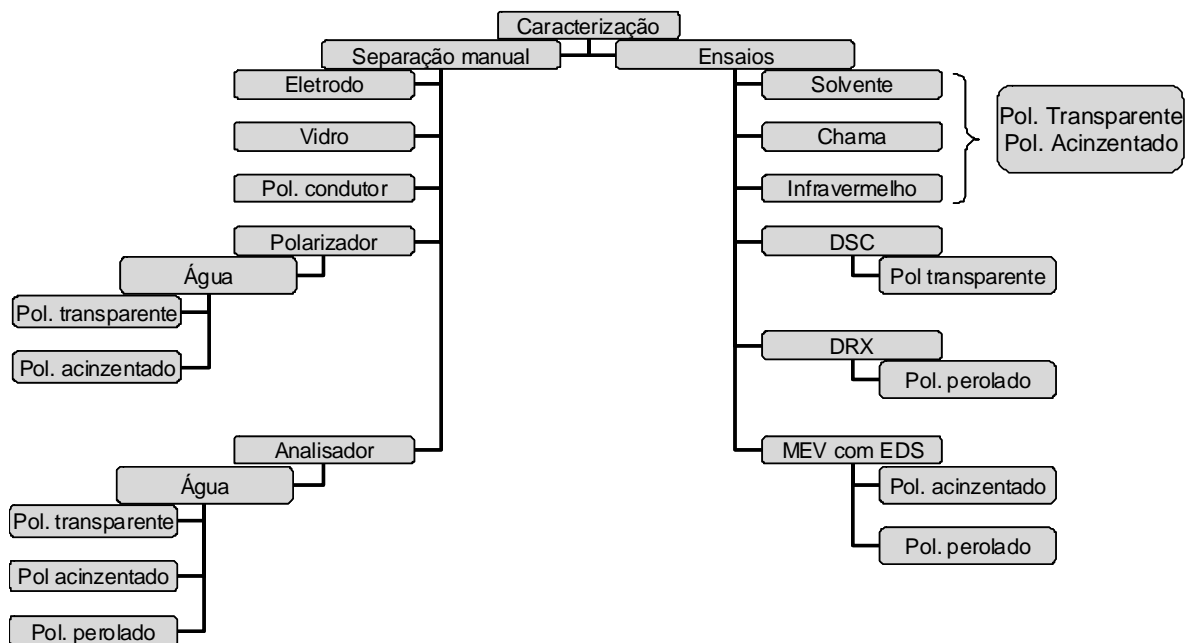 Caracterização
Separação manual
Eletrodo
Vidro
Pol. condutor
Polarizador
Água
Pol. transparente
Pol. acinzentado
Analisador
Água
Pol. transparente
Pol acinzentado
Pol. perolado
Ensaios
Solvente
Chama
Infravermelho
Pol. Transparente
Pol. Acinzentado
DSC
Pol transparente
DRX
Pol. perolado
MEV com EDS
Pol. acinzentado
Pol. perolado